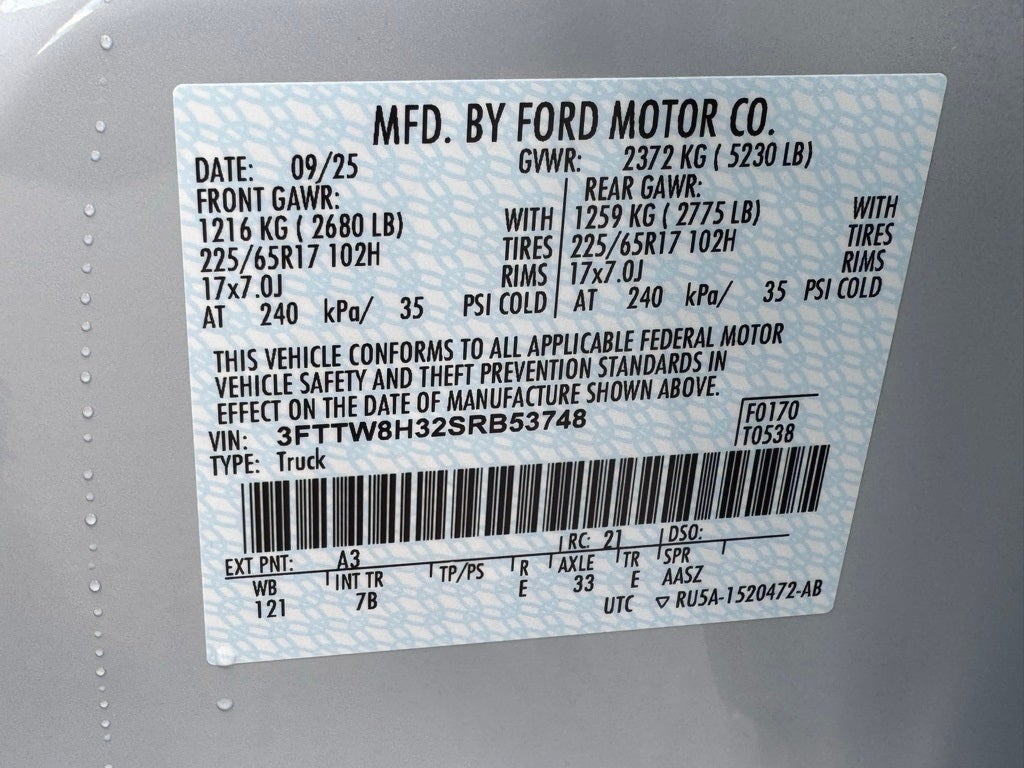 MFD. BY FORD MOTOR CO.
DATE: 09/25 GVWR: 2372 KG ( 5230 LB)
FRONT GAWR: REAR GAWR:
1216 KG ( 2680 LB) WITH 1259 KG ( 2775 LB) WITH
225/65R17 102H TIRES 225/65R17 102H TIRES
17x7.0J RIMS 17x7.0J RIMS
AT 240 kPa/ 35 PSI COLD AT 240 kPa/ 35 PSI COLD
THIS VEHICLE CONFORMS TO ALL APPLICABLE FEDERAL MOTOR
VEHICLE SAFETY AND THEFT PREVENTION STANDARDS IN
EFFECT ON THE DATE OF MANUFACTURE SHOWN ABOVE.
VIN: 3FTTW8H32SRB53748 F0170
TYPE: Truck T0538
EXT PNT: A3 RC: 21 DSO:
WB INT TR TP/PS R AXLE TR SPR
121 7B E 33 E AASZ
UTC ▽ RU5A-1520472-AB